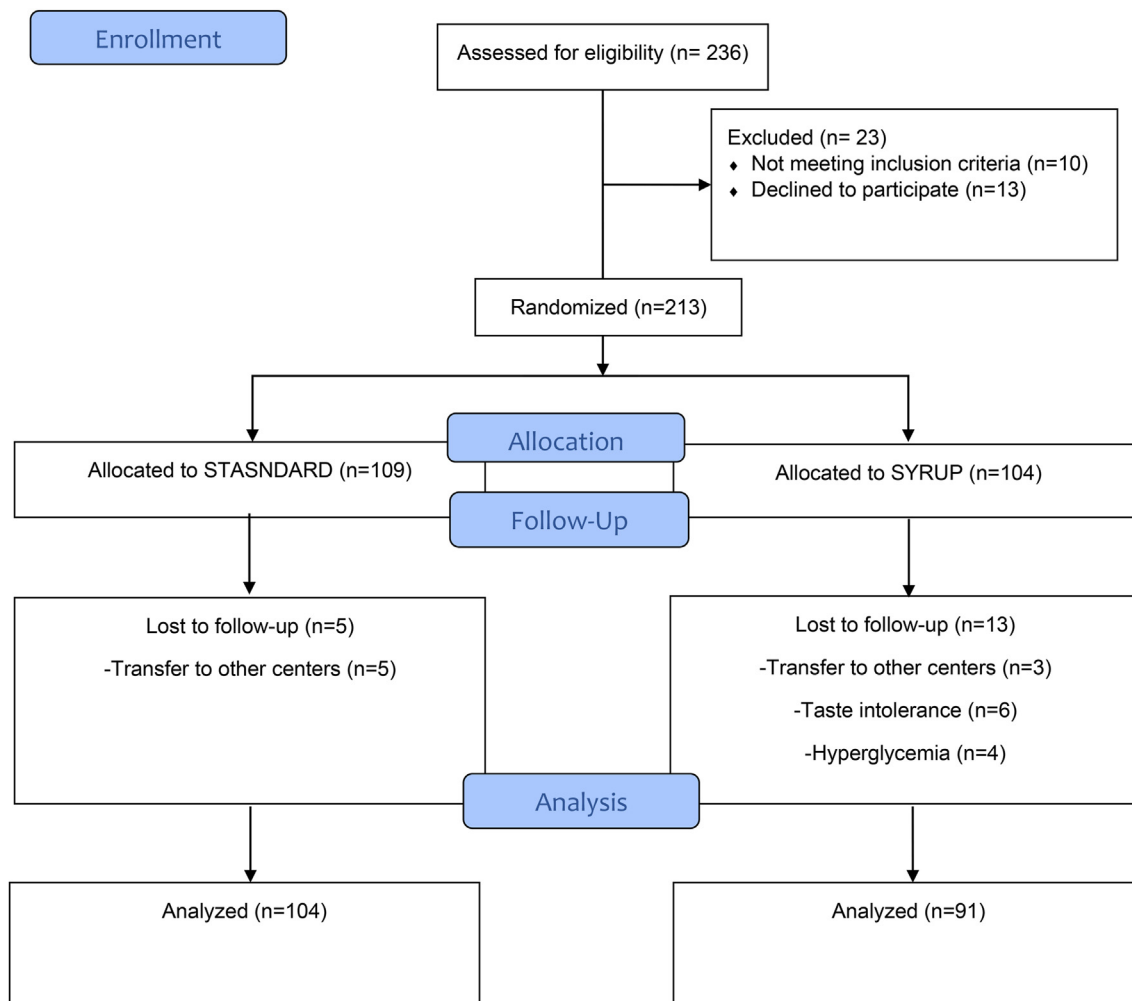 Enrollment
Assessed for eligibility (n= 236)
Excluded (n= 23)
♦ Not meeting inclusion criteria (n=10)
♦ Declined to participate (n=13)
Randomized (n=213)
Allocation
Allocated to STASNDARD (n=109)
Allocated to SYRUP (n=104)
Follow-Up
Lost to follow-up (n=5)
-Transfer to other centers (n=5)
Lost to follow-up (n=13)
-Transfer to other centers (n=3)
-Taste intolerance (n=6)
-Hyperglycemia (n=4)
Analysis
Analyzed (n=104)
Analyzed (n=91)